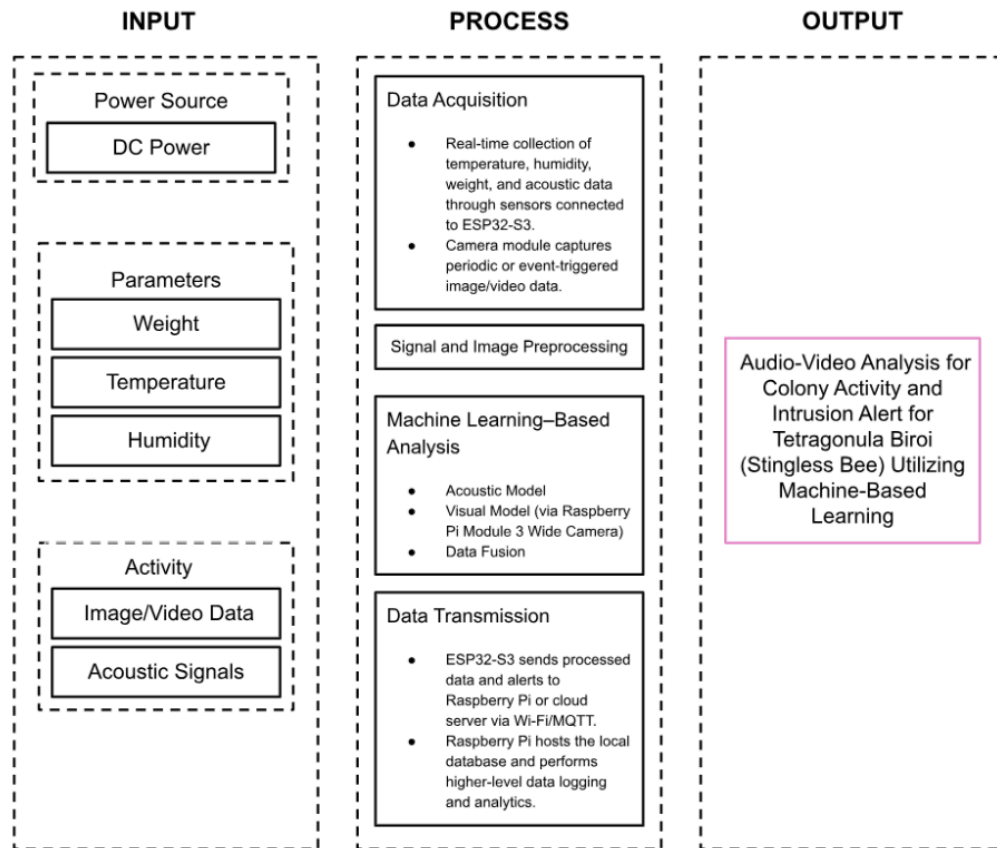 INPUT
Power Source
DC Power
Parameters
Weight
Temperature
Humidity
Activity
Image/Video Data
Acoustic Signals
PROCESS
Data Acquisition
● Real-time collection of
temperature, humidity,
weight, and acoustic data
through sensors connected
to ESP32-S3.
● Camera module captures
periodic or event-triggered
image/video data.
Signal and Image Preprocessing
Machine Learning–Based
Analysis
● Acoustic Model
● Visual Model (via Raspberry
Pi Module 3 Wide Camera)
● Data Fusion
Data Transmission
● ESP32-S3 sends processed
data and alerts to
Raspberry Pi or cloud
server via Wi-Fi/MQTT.
● Raspberry Pi hosts the local
database and performs
higher-level data logging
and analytics.
OUTPUT
Audio-Video Analysis for
Colony Activity and
Intrusion Alert for
Tetragonula Biroi
(Stingless Bee) Utilizing
Machine-Based
Learning